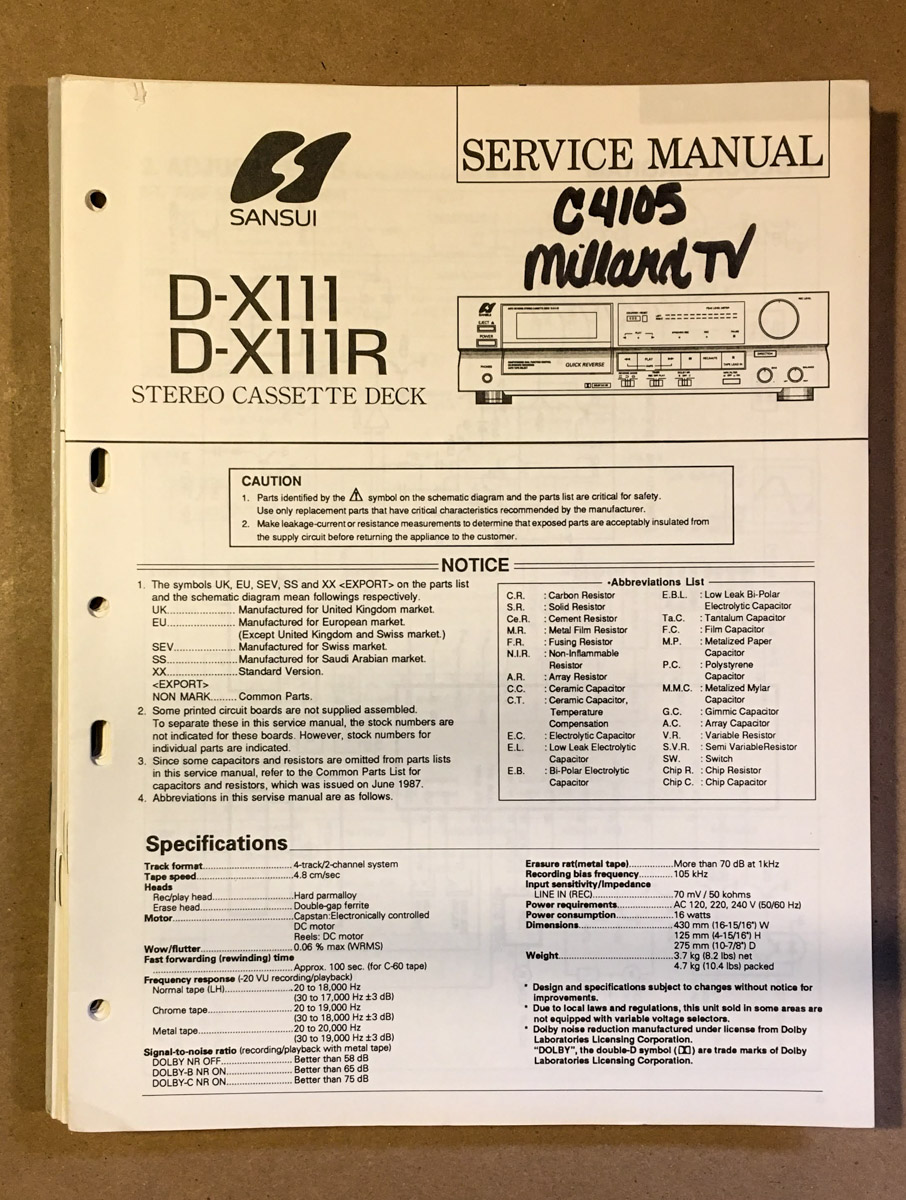 SERVICE MANUAL
SANSUI
C4105
Millard TV
D-X111
D-X111R
STEREO CASSETTE DECK
SANSUI
EJECT
POWER
PHONES
QUICK REVERSE
PLAY
CAUTION
1. Parts identified by the ⚠ symbol on the schematic diagram and the parts list are critical for safety.
Use only replacement parts that have critical characteristics recommended by the manufacturer.
2. Make leakage-current or resistance measurements to determine that exposed parts are acceptably insulated from
the supply circuit before returning the appliance to the customer.
NOTICE
1. The symbols UK, EU, SEV, SS and XX <EXPORT> on the parts list
and the schematic diagram mean followings respectively.
UK.................... Manufactured for United Kingdom market.
EU.................... Manufactured for European market.
(Except United Kingdom and Swiss market.)
SEV.................. Manufactured for Swiss market.
SS.................... Manufactured for Saudi Arabian market.
XX.................... Standard Version.
<EXPORT>
NON MARK......... Common Parts.
2. Some printed circuit boards are not supplied assembled.
To separate these in this service manual, the stock numbers are
not indicated for these boards. However, stock numbers for
individual parts are indicated.
3. Since some capacitors and resistors are omitted from parts lists
in this service manual, refer to the Common Parts List for
capacitors and resistors, which was issued on June 1987.
4. Abbreviations in this servise manual are as follows.
•Abbreviations List
C.R. : Carbon Resistor
S.R. : Solid Resistor
Ce.R. : Cement Resistor
M.R. : Metal Film Resistor
F.R. : Fusing Resistor
N.I.R. : Non-Inflammable
Resistor
A.R. : Array Resistor
C.C. : Ceramic Capacitor
C.T. : Ceramic Capacitor,
Temperature
Compensation
E.C. : Electrolytic Capacitor
E.L. : Low Leak Electrolytic
Capacitor
E.B. : Bi-Polar Electrolytic
Capacitor
E.B.L. : Low Leak Bi-Polar
Electrolytic Capacitor
Ta.C. : Tantalum Capacitor
F.C. : Film Capacitor
M.P. : Metalized Paper
Capacitor
P.C. : Polystyrene
Capacitor
M.M.C. : Metalized Mylar
Capacitor
G.C. : Gimmic Capacitor
A.C. : Array Capacitor
V.R. : Variable Resistor
S.V.R. : Semi VariableResistor
SW. : Switch
Chip R. : Chip Resistor
Chip C. : Chip Capacitor
Specifications
Track format.................... 4-track/2-channel system
Tape speed.................... 4.8 cm/sec
Heads
Rec/play head.................... Hard parmalloy
Erase head.................... Double-gap ferrite
Motor.................... Capstan:Electronically controlled
DC motor
Reels: DC motor
Wow/flutter.................... 0.06 % max (WRMS)
Fast forwarding (rewinding) time
.................... Approx. 100 sec. (for C-60 tape)
Frequency response (-20 VU recording/playback)
Normal tape (LH).................... 20 to 18,000 Hz
(30 to 17,000 Hz ±3 dB)
Chrome tape.................... 20 to 19,000 Hz
(30 to 18,000 Hz ±3 dB)
Metal tape.................... 20 to 20,000 Hz
(30 to 19,000 Hz ±3 dB)
Signal-to-noise ratio (recording/playback with metal tape)
DOLBY NR OFF.................... Better than 58 dB
DOLBY-B NR ON.................... Better than 65 dB
DOLBY-C NR ON.................... Better than 75 dB
Erasure rat(metal tape).............. More than 70 dB at 1kHz
Recording bias frequency........... 105 kHz
Input sensitivity/Impedance
LINE IN (REC).................... 70 mV / 50 kohms
Power requirements.................... AC 120, 220, 240 V (50/60 Hz)
Power consumption.................... 16 watts
Dimensions.................... 430 mm (16-15/16") W
125 mm (4-15/16") H
275 mm (10-7/8") D
Weight.................... 3.7 kg (8.2 lbs) net
4.7 kg (10.4 lbs) packed
* Design and specifications subject to changes without notice for
improvements.
* Due to local laws and regulations, this unit sold in some areas are
not equipped with variable voltage selectors.
* Dolby noise reduction manufactured under license from Dolby
Laboratories Licensing Corporation.
"DOLBY", the double-D symbol (DD) are trade marks of Dolby
Laboratories Licensing Corporation.